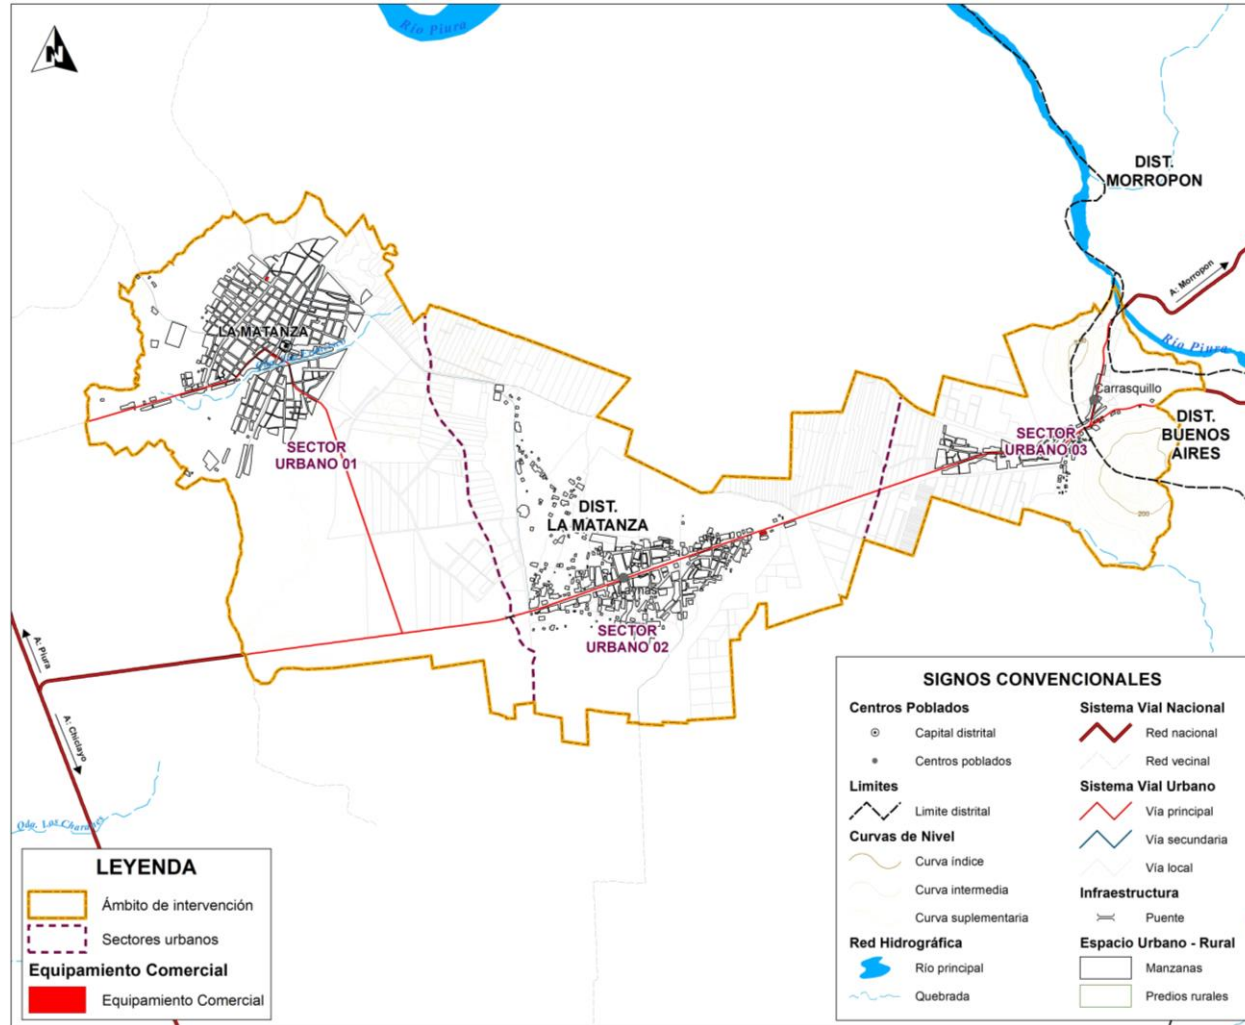 Río Piura
N
DIST.
MORROPON
A: Morropon
Río Piura
LA MATANZA
Carrasquillo
DIST.
BUENOS
AIRES
SECTOR
URBANO 01
SECTOR
URBANO 03
200
DIST.
LA MATANZA
SECTOR
URBANO 02
A: Piura
A: Chiclayo
LEYENDA
Ámbito de intervención
Sectores urbanos
Equipamiento Comercial
Equipamiento Comercial
SIGNOS CONVENCIONALES
Centros Poblados
Capital distrital
Centros poblados
Limites
Limite distrital
Curvas de Nivel
Curva índice
Curva intermedia
Curva suplementaria
Red Hidrográfica
Río principal
Quebrada
Sistema Vial Nacional
Red nacional
Red vecinal
Sistema Vial Urbano
Vía principal
Vía secundaria
Vía local
Infraestructura
Puente
Espacio Urbano - Rural
Manzanas
Predios rurales